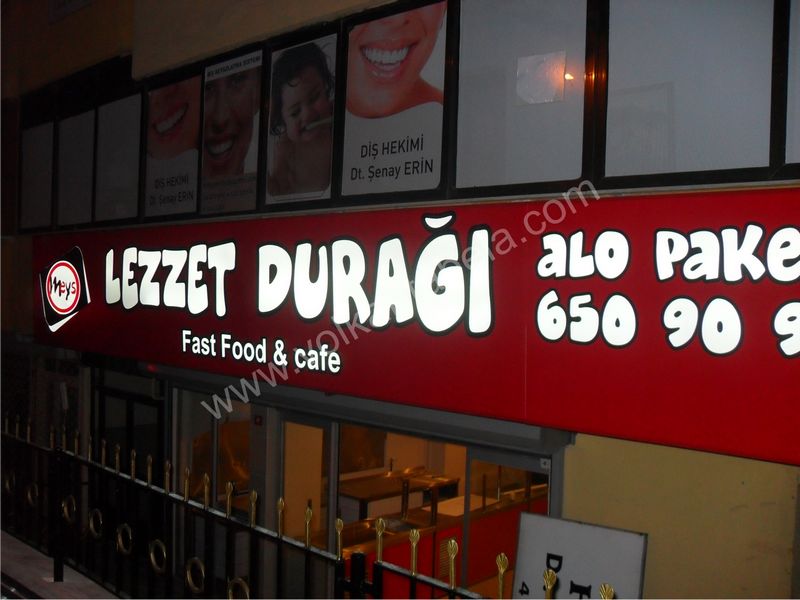 DİŞ HEKİMİ
Dt. Şenay ERİN
DİŞ HEKİMİ
Dt. Şenay ERİN
meys
LEZZET DURAĞI
Fast Food & cafe
ALO PAKE
650 90 9